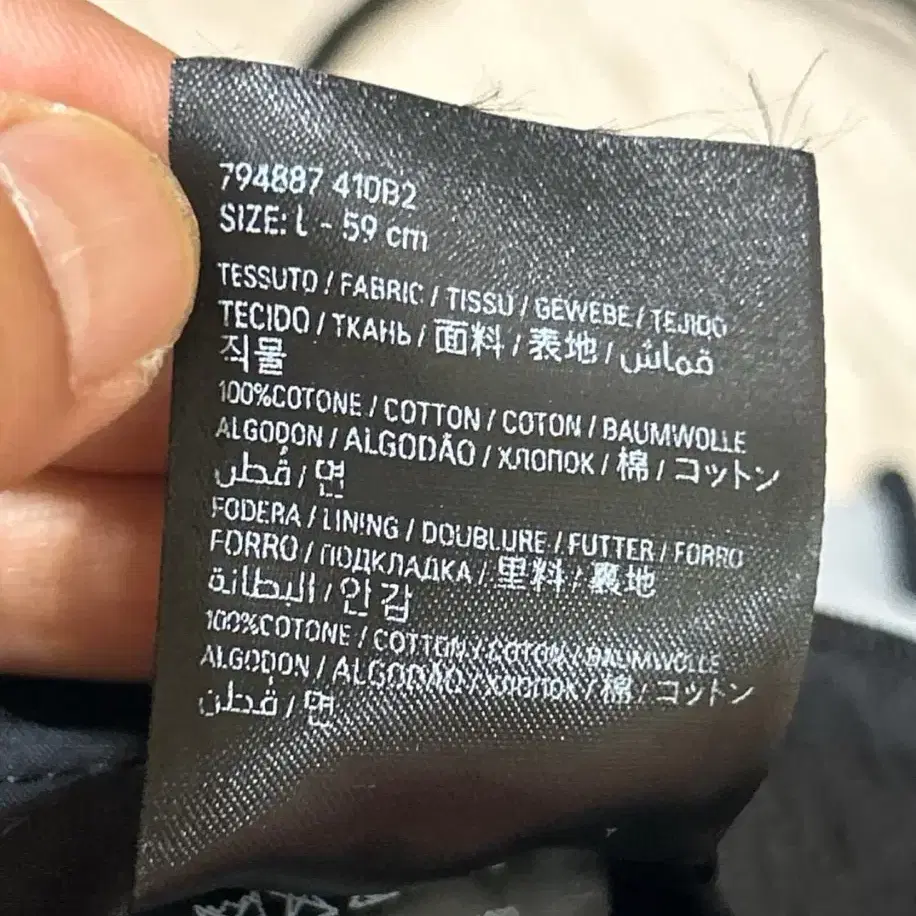 794887 410B2
SIZE: L - 59 cm
TESSUTO / FABRIC / TISSU / GEWEBE / TEJIDO
TECIDO / ТКАНЬ / 面料 / 表地 / قماش
직물
100%COTONE / COTTON / COTON / BAUMWOLLE
ALGODON / ALGODÃO / ХЛОПОК / 棉 / コットン
قُطن / 면
FODERA / LINING / DOUBLURE / FUTTER / FORRO
FORRO / ПОДКЛАДКА / 里料 / 裏地
البطانة / 안감
100%COTONE / COTTON / COTON / BAUMWOLLE
ALGODON / ALGODÃO / ХЛОПОК / 棉 / コットン
قُطن / 면